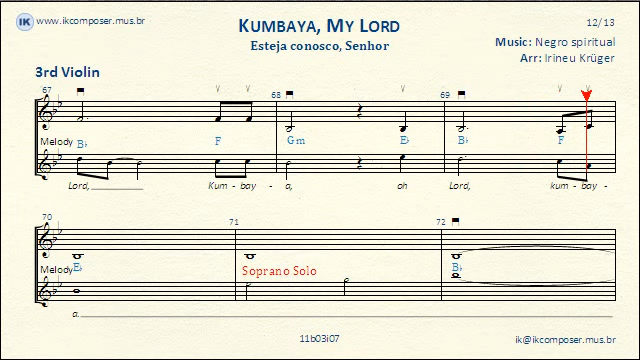 IK www.ikcomposer.mus.br
KUMBAYA, MY LORD
12/13
Esteja conosco, Senhor
Music: Negro spiritual
Arr: Irineu Krüger
3rd Violin
67 68 69
Melody B♭ F Gm E♭ B♭ F
Lord, Kum - bay - a, oh Lord, kum - bay -
70 71 72
Melody E♭ Soprano Solo B♭
a.
11b03i07
ik@ikcomposer.mus.br